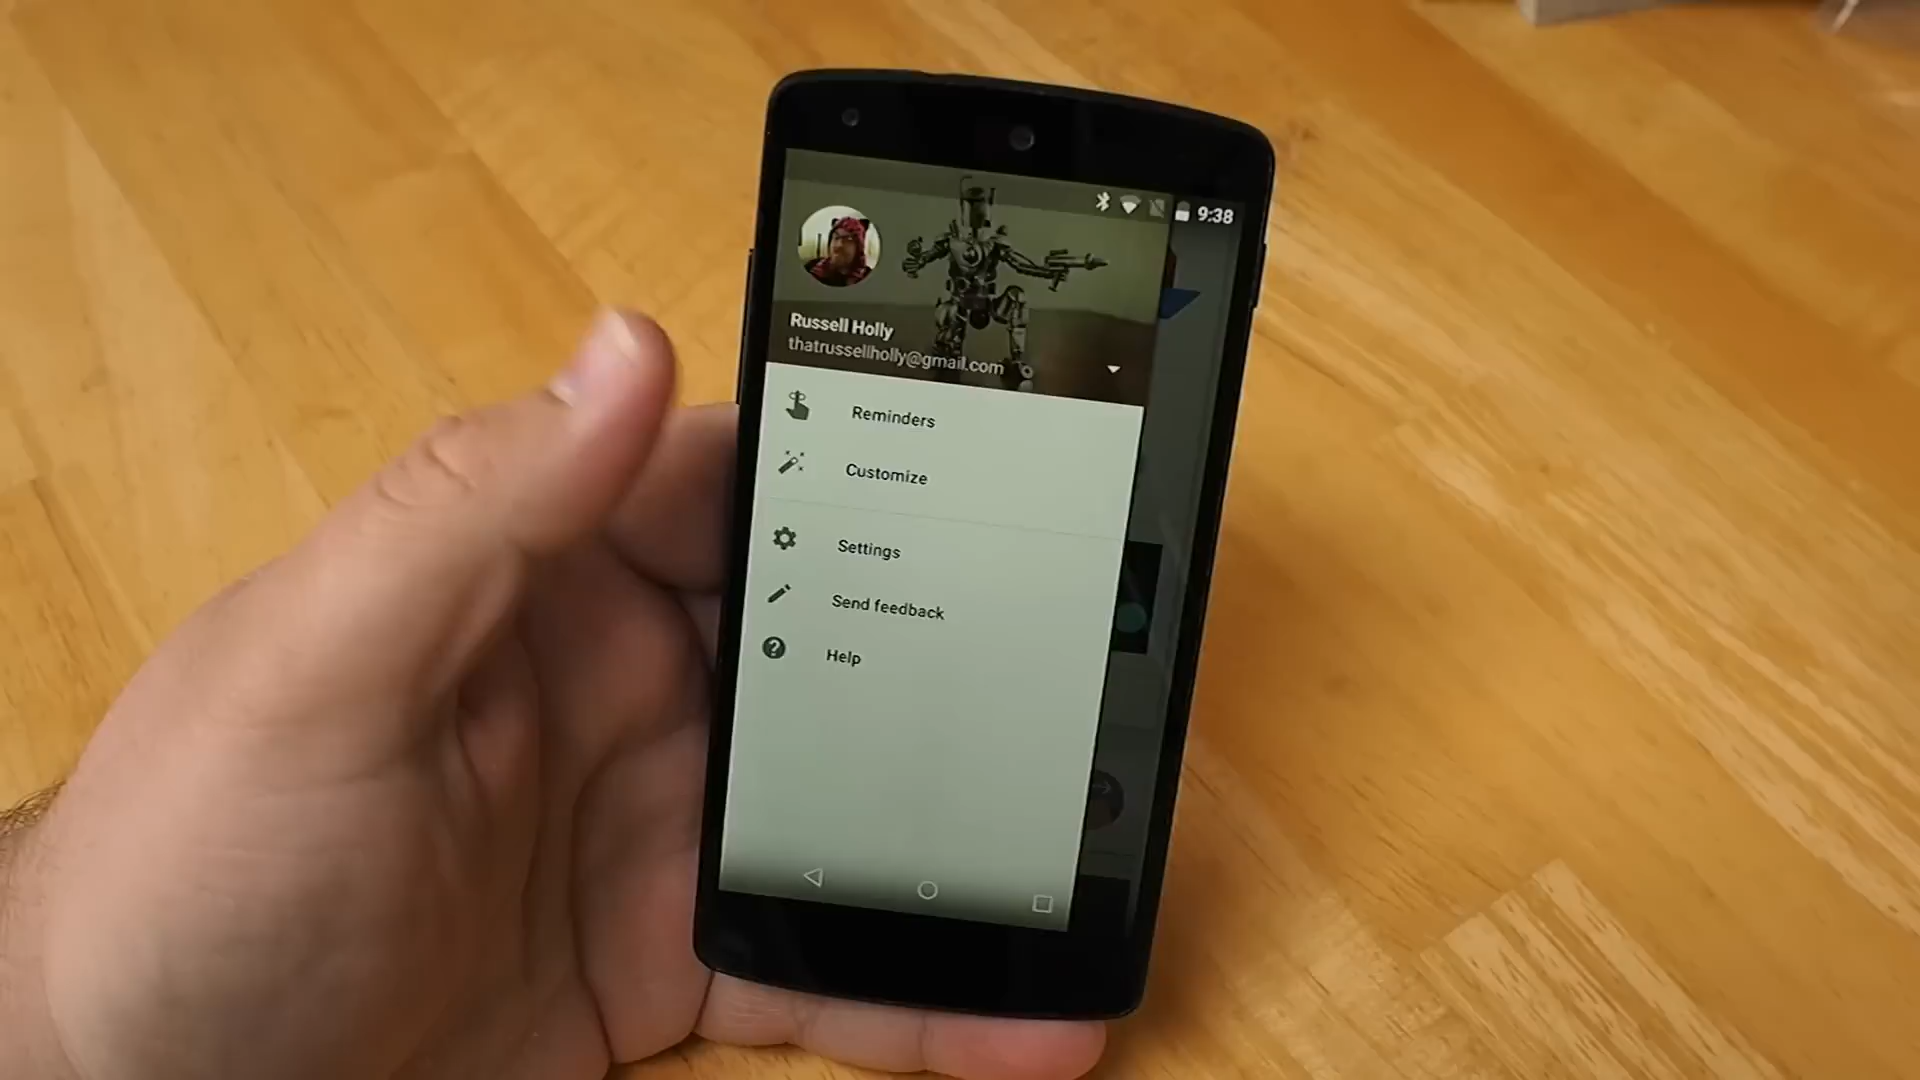 9:38
Russell Holly
thatrussellholly@gmail.com
Reminders
Customize
Settings
Send feedback
Help